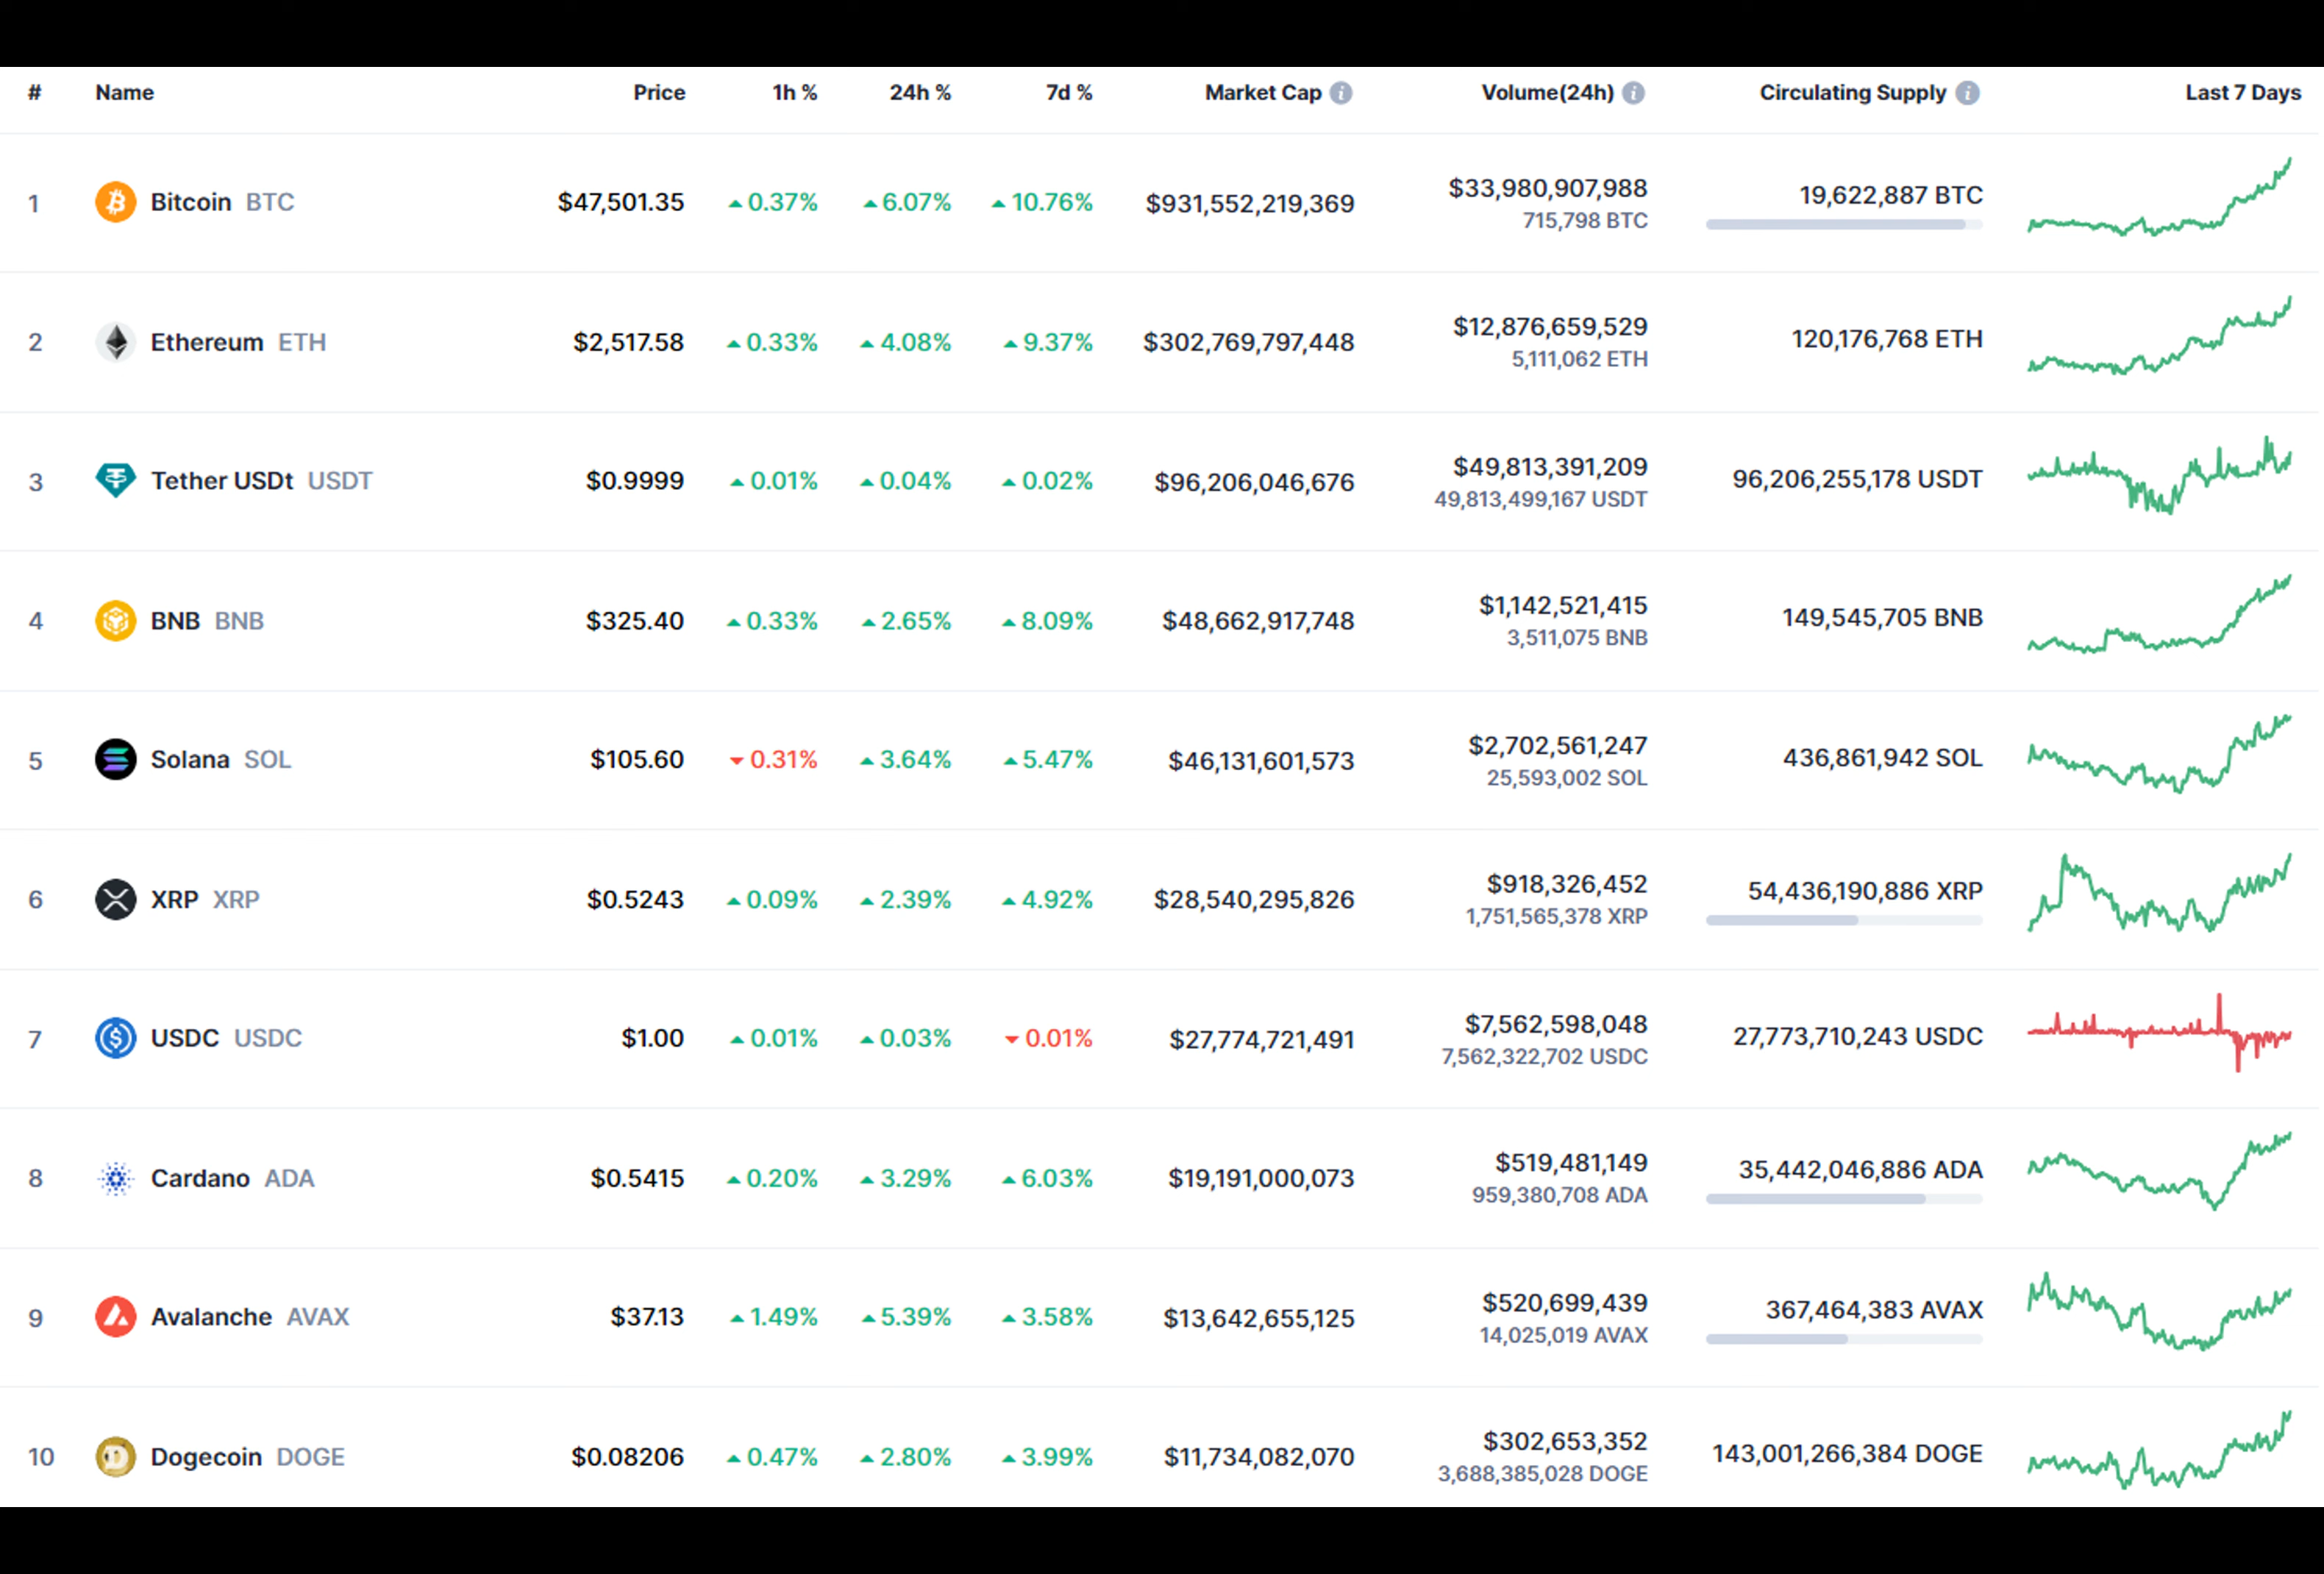 # Name Price 1h % 24h % 7d % Market Cap Volume(24h) Circulating Supply Last 7 Days
1 Bitcoin BTC $47,501.35 0.37% 6.07% 10.76% $931,552,219,369 $33,980,907,988 19,622,887 BTC
715,798 BTC
2 Ethereum ETH $2,517.58 0.33% 4.08% 9.37% $302,769,797,448 $12,876,659,529 120,176,768 ETH
5,111,062 ETH
3 Tether USDt USDT $0.9999 0.01% 0.04% 0.02% $96,206,046,676 $49,813,391,209 96,206,255,178 USDT
49,813,499,167 USDT
4 BNB BNB $325.40 0.33% 2.65% 8.09% $48,662,917,748 $1,142,521,415 149,545,705 BNB
3,511,075 BNB
5 Solana SOL $105.60 0.31% 3.64% 5.47% $46,131,601,573 $2,702,561,247 436,861,942 SOL
25,593,002 SOL
6 XRP XRP $0.5243 0.09% 2.39% 4.92% $28,540,295,826 $918,326,452 54,436,190,886 XRP
1,751,565,378 XRP
7 USDC USDC $1.00 0.01% 0.03% 0.01% $27,774,721,491 $7,562,598,048 27,773,710,243 USDC
7,562,322,702 USDC
8 Cardano ADA $0.5415 0.20% 3.29% 6.03% $19,191,000,073 $519,481,149 35,442,046,886 ADA
959,380,708 ADA
9 Avalanche AVAX $37.13 1.49% 5.39% 3.58% $13,642,655,125 $520,699,439 367,464,383 AVAX
14,025,019 AVAX
10 Dogecoin DOGE $0.08206 0.47% 2.80% 3.99% $11,734,082,070 $302,653,352 143,001,266,384 DOGE
3,688,385,028 DOGE